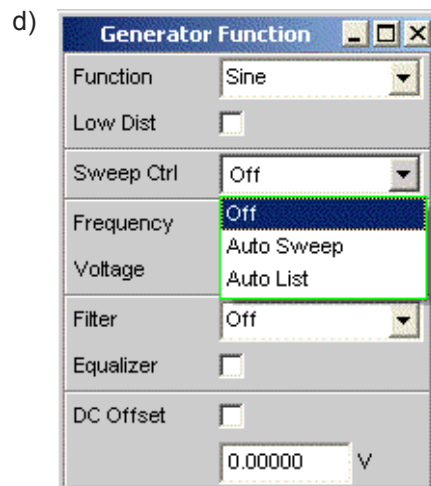 d)
Generator Function
Function Sine
Low Dist
Sweep Ctrl Off
Frequency Off
Auto Sweep
Voltage
Auto List
Filter Off
Equalizer
DC Offset
0.00000 V